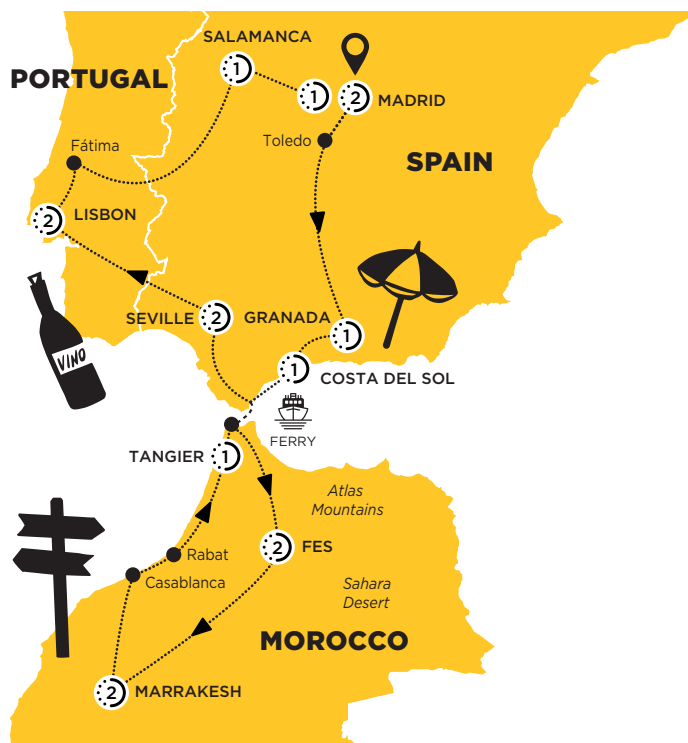 SALAMANCA
1
PORTUGAL
1
2
MADRID
Toledo
Fátima
SPAIN
2
LISBON
SEVILLE
2
GRANADA
1
VINO
1
COSTA DEL SOL
FERRY
TANGIER
1
Atlas
Mountains
2
FES
Rabat
Casablanca
Sahara
Desert
MOROCCO
2
MARRAKESH